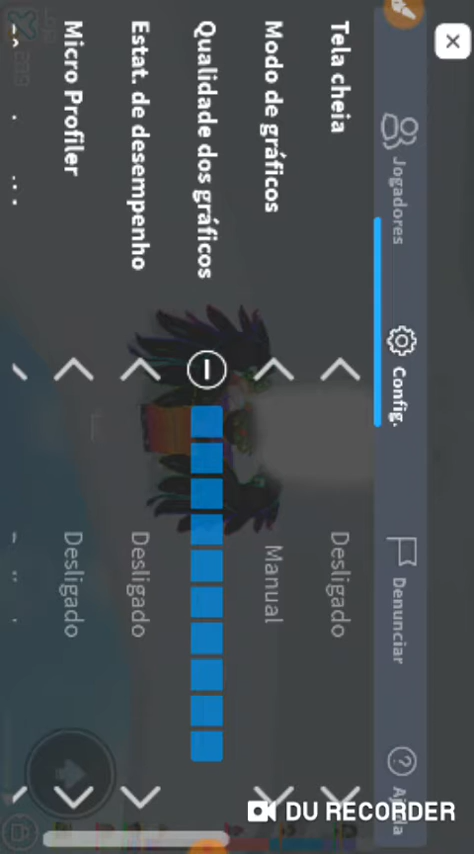 Jogadores
Config.
Denunciar
Ajuda
Tela cheia
Desligado
Modo de gráficos
Manual
Qualidade dos gráficos
Estat. de desempenho
Desligado
Micro Profiler
Desligado
DU RECORDER